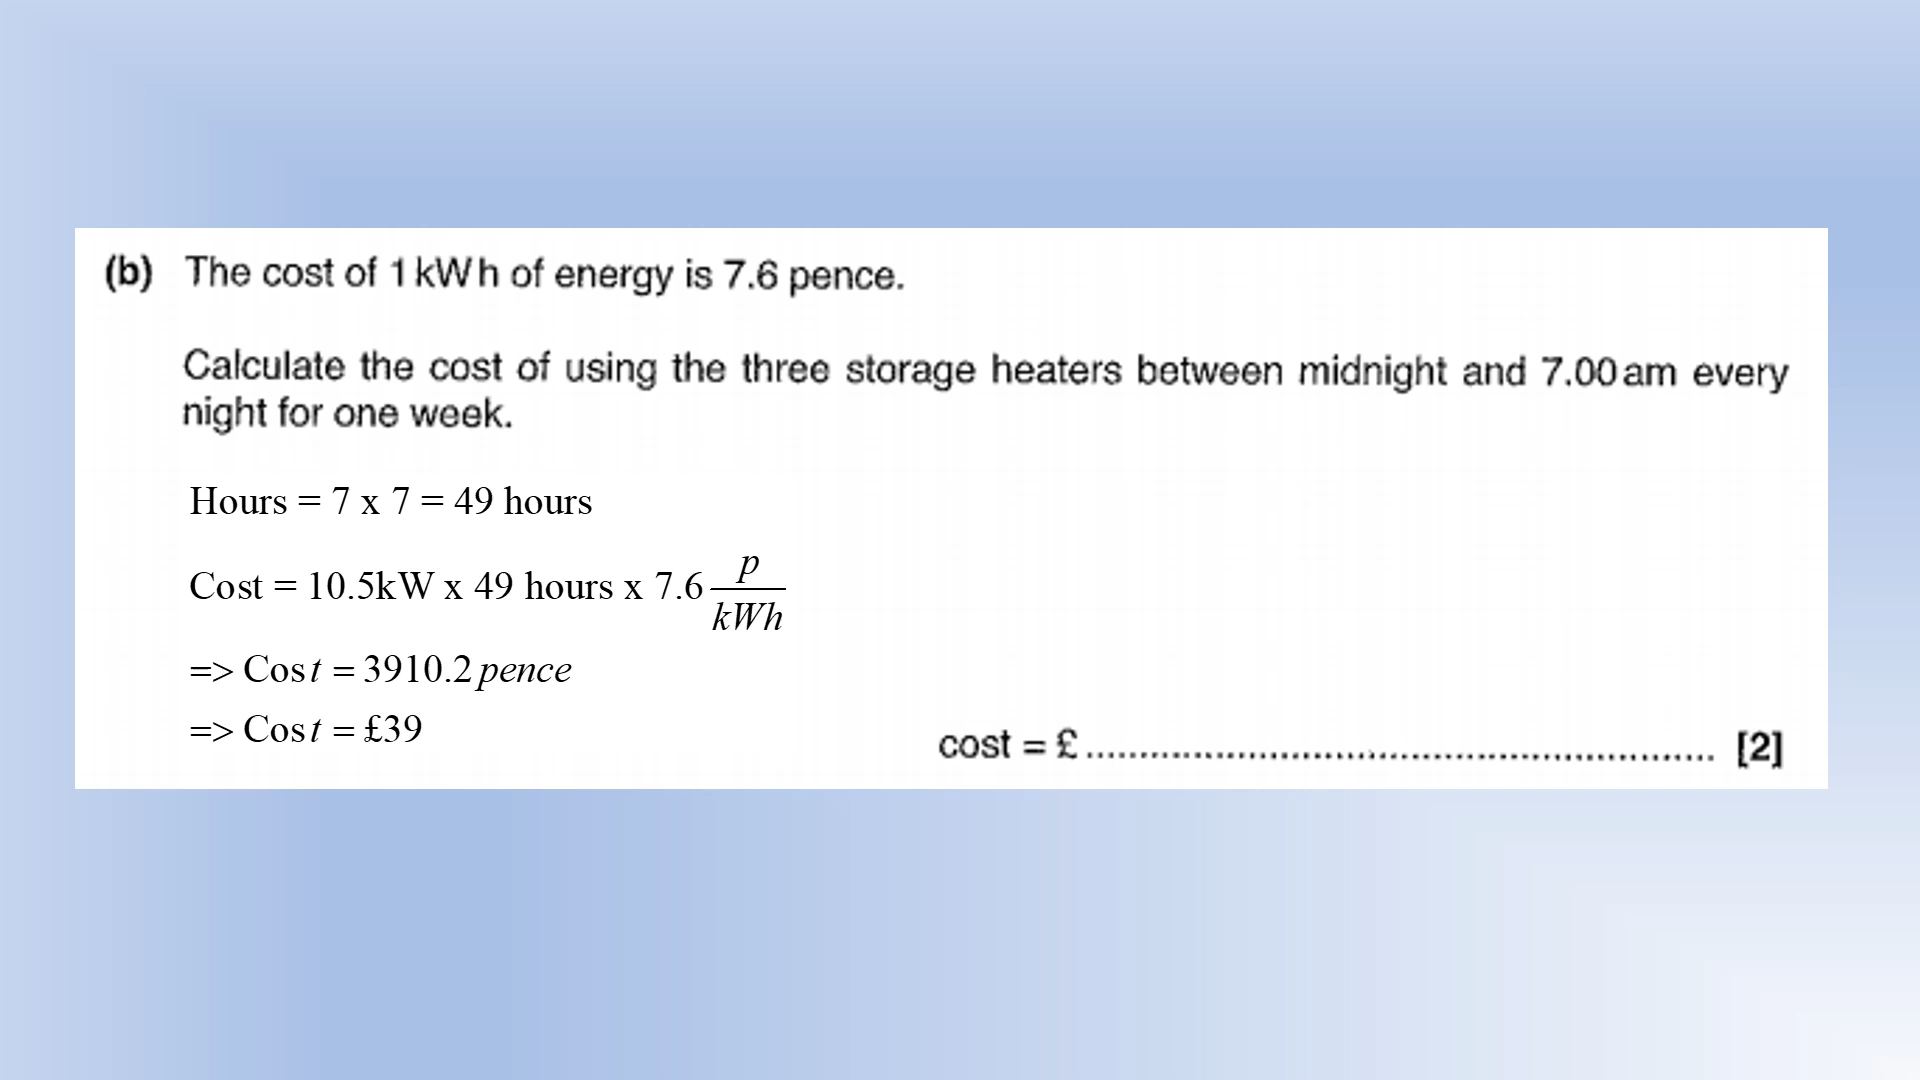 (b) The cost of 1 kWh of energy is 7.6 pence.
Calculate the cost of using the three storage heaters between midnight and 7.00 am every
night for one week.
Hours = 7 x 7 = 49 hours
Cost = 10.5kW x 49 hours x 7.6 p/kWh
=> Cost = 3910.2 pence
=> Cost = £39
cost = £ ............................................................ [2]